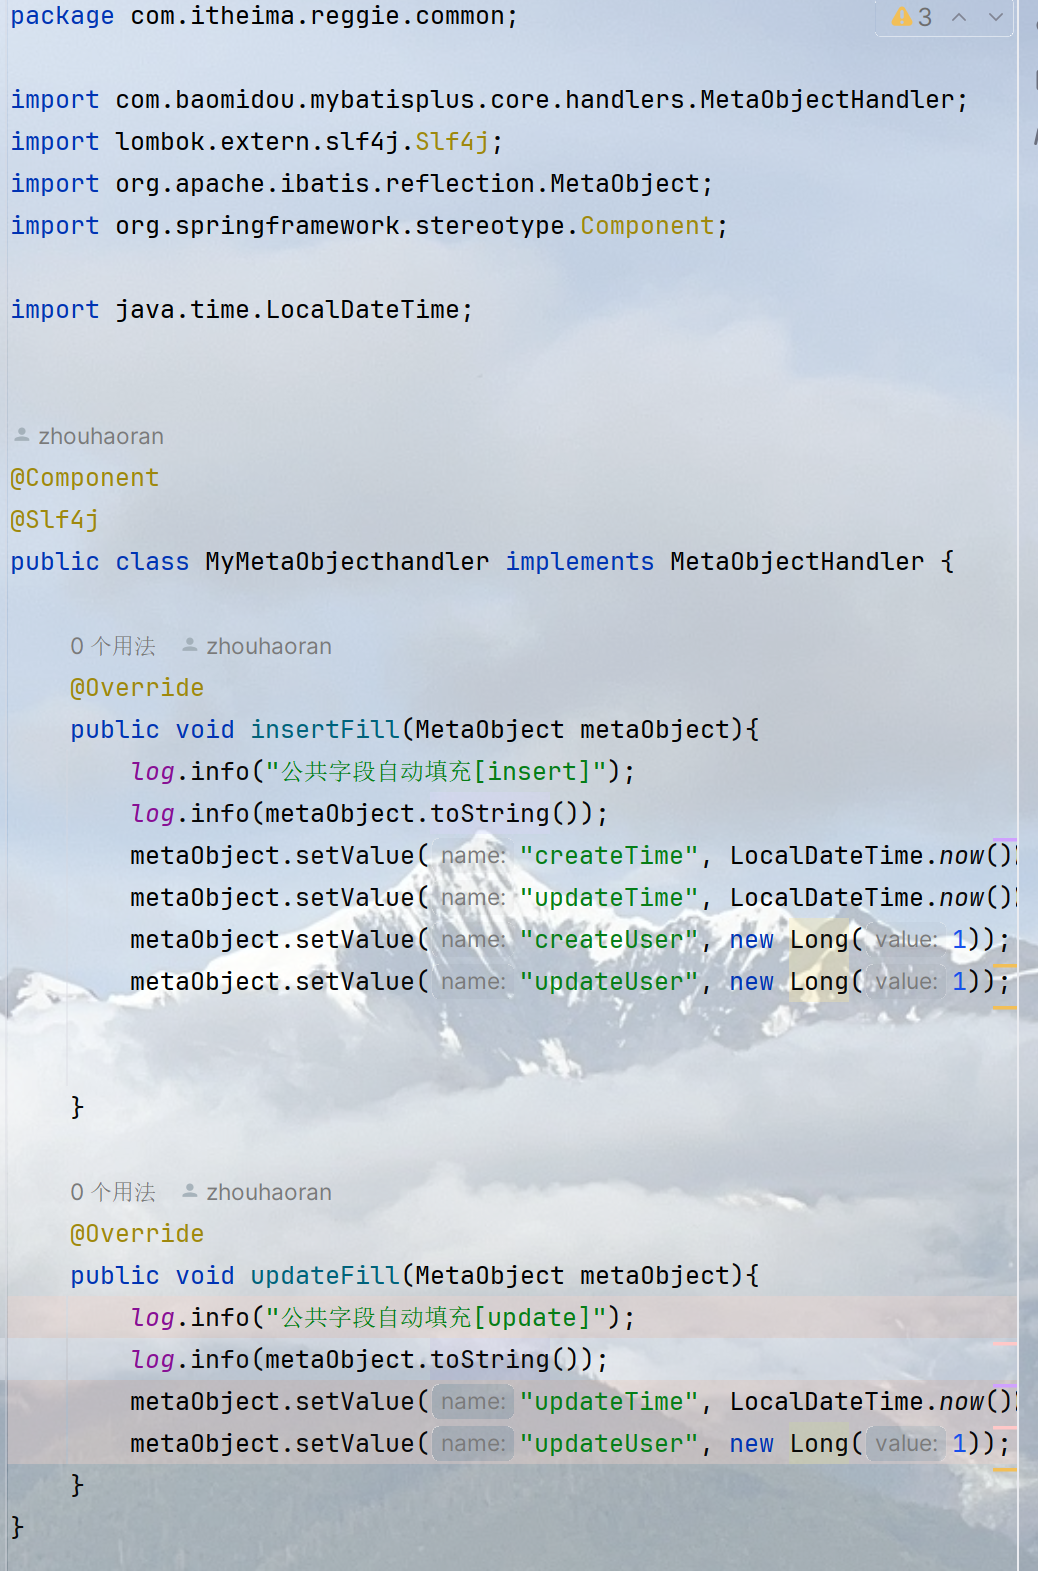 package com.itheima.reggie.common;
3
import com.baomidou.mybatisplus.core.handlers.MetaObjectHandler;
import lombok.extern.slf4j.Slf4j;
import org.apache.ibatis.reflection.MetaObject;
import org.springframework.stereotype.Component;
import java.time.LocalDateTime;
zhouhaoran
@Component
@Slf4j
public class MyMetaObjecthandler implements MetaObjectHandler {
0 个用法 zhouhaoran
@Override
public void insertFill(MetaObject metaObject){
log.info("公共字段自动填充[insert]");
log.info(metaObject.toString());
metaObject.setValue( name: "createTime", LocalDateTime.now()
metaObject.setValue( name: "updateTime", LocalDateTime.now()
metaObject.setValue( name: "createUser", new Long( value: 1));
metaObject.setValue( name: "updateUser", new Long( value: 1));
}
0 个用法 zhouhaoran
@Override
public void updateFill(MetaObject metaObject){
log.info("公共字段自动填充[update]");
log.info(metaObject.toString());
metaObject.setValue( name: "updateTime", LocalDateTime.now()
metaObject.setValue( name: "updateUser", new Long( value: 1));
}
}